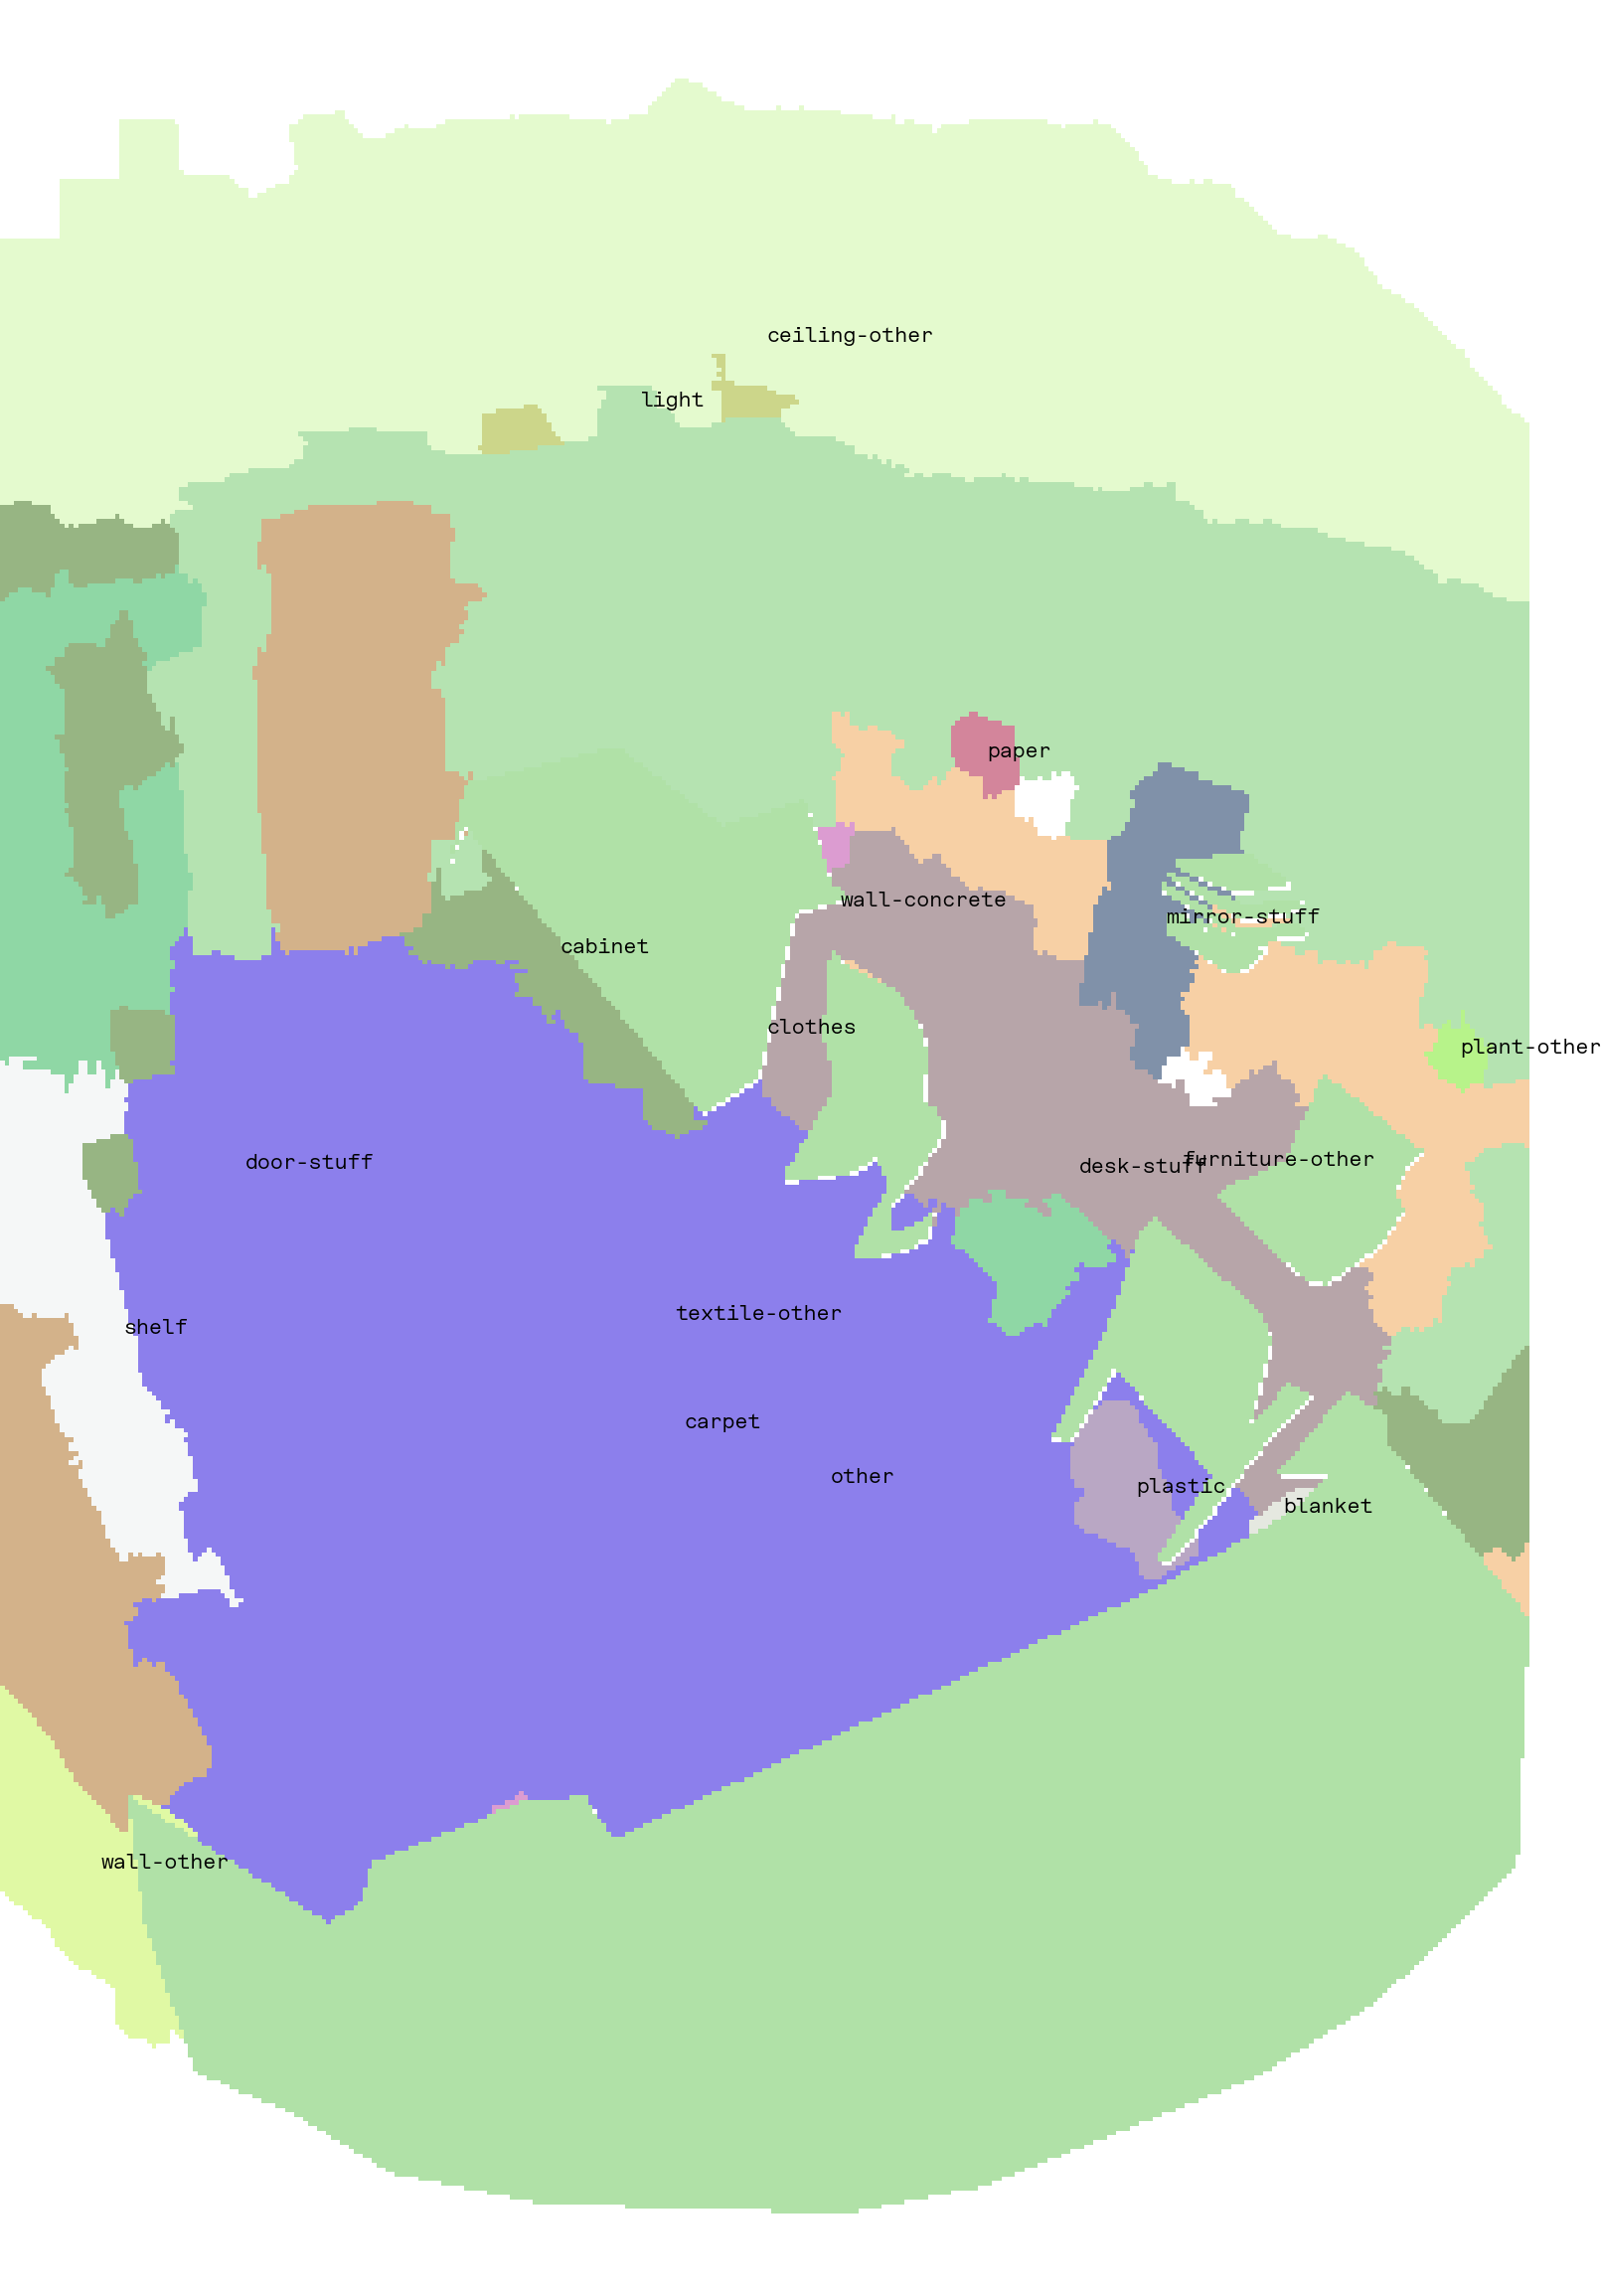 ceiling-other
light
paper
wall-concrete
mirror-stuff
cabinet
clothes
plant-other
door-stuff
desk-stuff
furniture-other
textile-other
shelf
carpet
other
plastic
blanket
wall-other